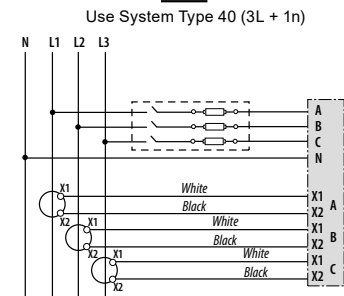 Use System Type 40 (3L + 1n)
N L1 L2 L3
A
B
C
N
X1 White X1
Black X2 A
X2 X1 White X1
Black X2 B
X2 X1 White X1
Black X2 C
X2